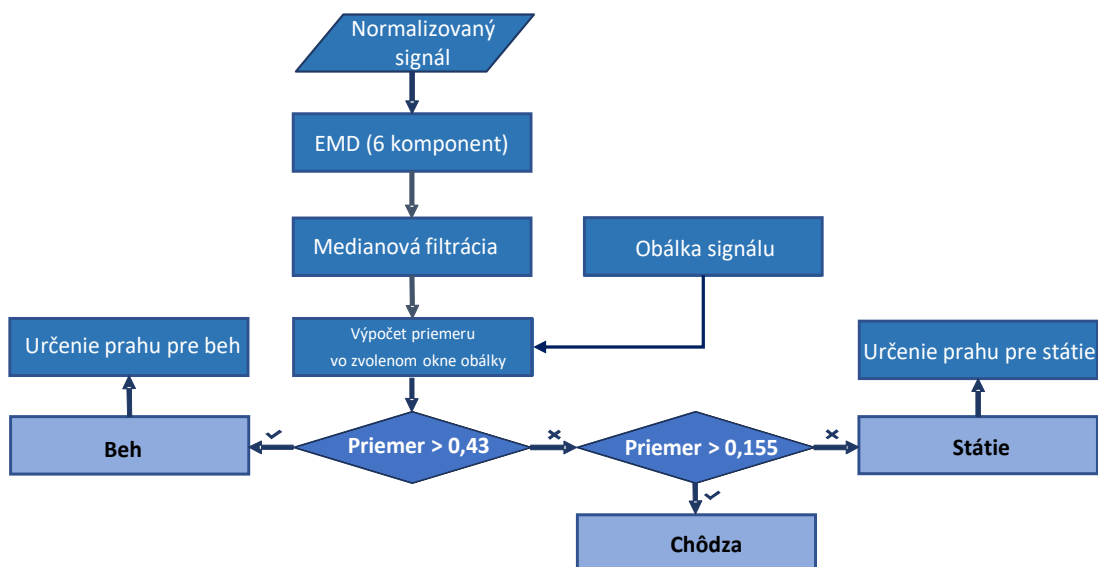 Normalizovaný
signál
EMD (6 komponent)
Medianová filtrácia
Obálka signálu
Výpočet priemeru
vo zvolenom okne obálky
Určenie prahu pre beh
Určenie prahu pre státie
Beh
Priemer > 0,43
Priemer > 0,155
Státie
Chôdza